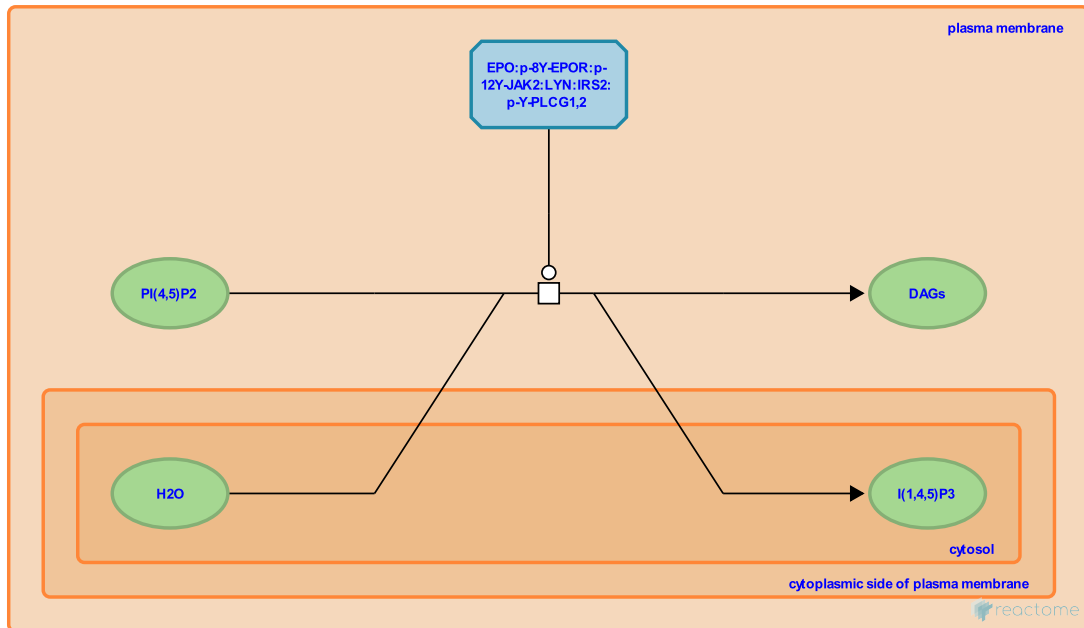 plasma membrane
EPO:p-8Y-EPOR:p-
12Y-JAK2:LYN:IRS2:
p-Y-PLCG1,2
PI(4,5)P2
DAGs
H2O
I(1,4,5)P3
cytosol
cytoplasmic side of plasma membrane
reactome